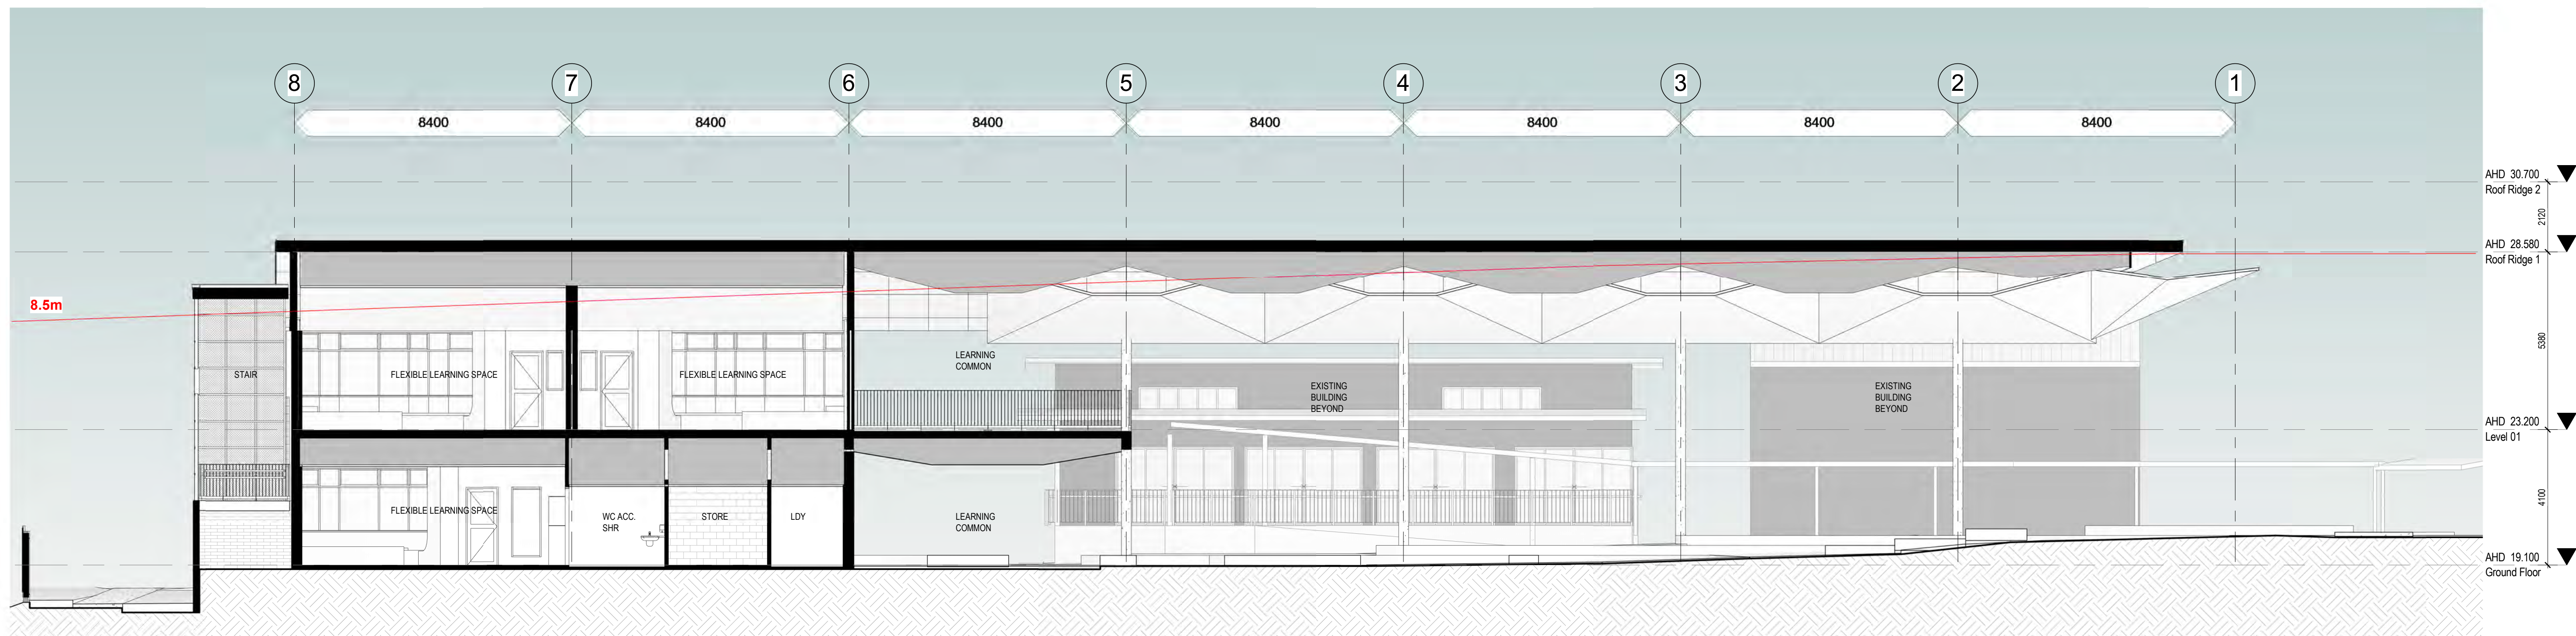 8 7 6 5 4 3 2 1
8400 8400 8400 8400 8400 8400 8400
AHD 30.700
Roof Ridge 2
2120
AHD 28.580
Roof Ridge 1
8.5m
5380
STAIR
FLEXIBLE LEARNING SPACE
FLEXIBLE LEARNING SPACE
LEARNING
COMMON
EXISTING
BUILDING
BEYOND
EXISTING
BUILDING
BEYOND
AHD 23.200
Level 01
4100
FLEXIBLE LEARNING SPACE
WC ACC.
SHR
STORE
LDY
LEARNING
COMMON
AHD 19.100
Ground Floor